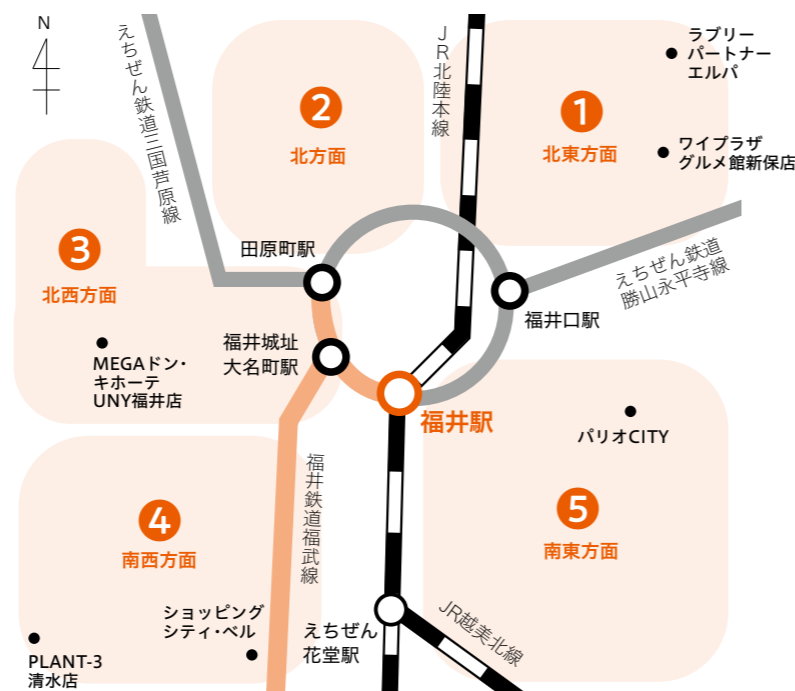 N
えちぜん鉄道三国芦原線
2
北方面
JR北陸本線
1
北東方面
ラブリー
パートナー
エルパ
ワイプラザ
グルメ館新保店
3
北西方面
田原町駅
えちぜん鉄道
勝山永平寺線
福井口駅
福井城址
大名町駅
MEGAドン・
キホーテ
UNY福井店
福井駅
パリオCITY
4
南西方面
福井鉄道福武線
5
南東方面
ショッピング
シティ・ベル
えちぜん
花堂駅
JR越美北線
PLANT-3
清水店